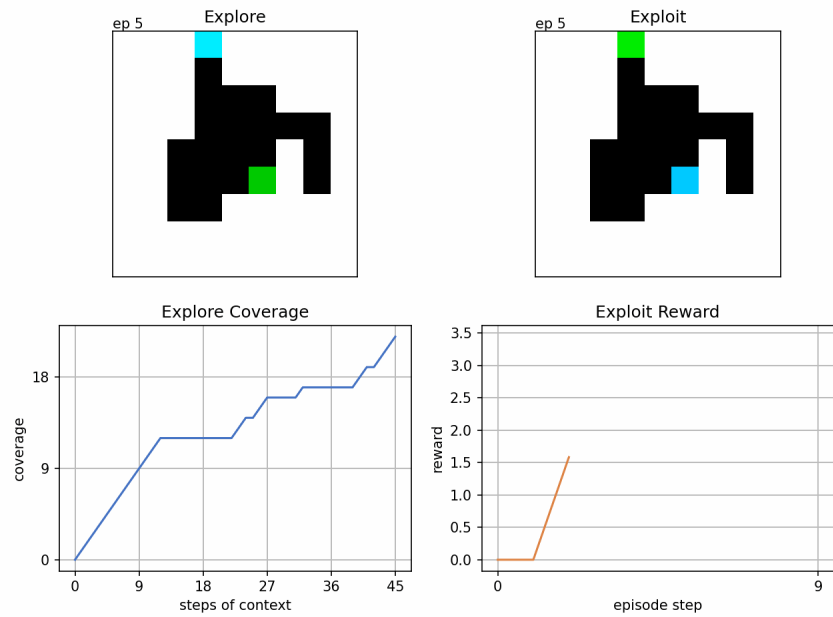 Explore
ep 5
Exploit
ep 5
Explore Coverage
coverage
18
9
0
0 9 18 27 36 45
steps of context
Exploit Reward
reward
3.5
3.0
2.5
2.0
1.5
1.0
0.5
0.0
0 9
episode step